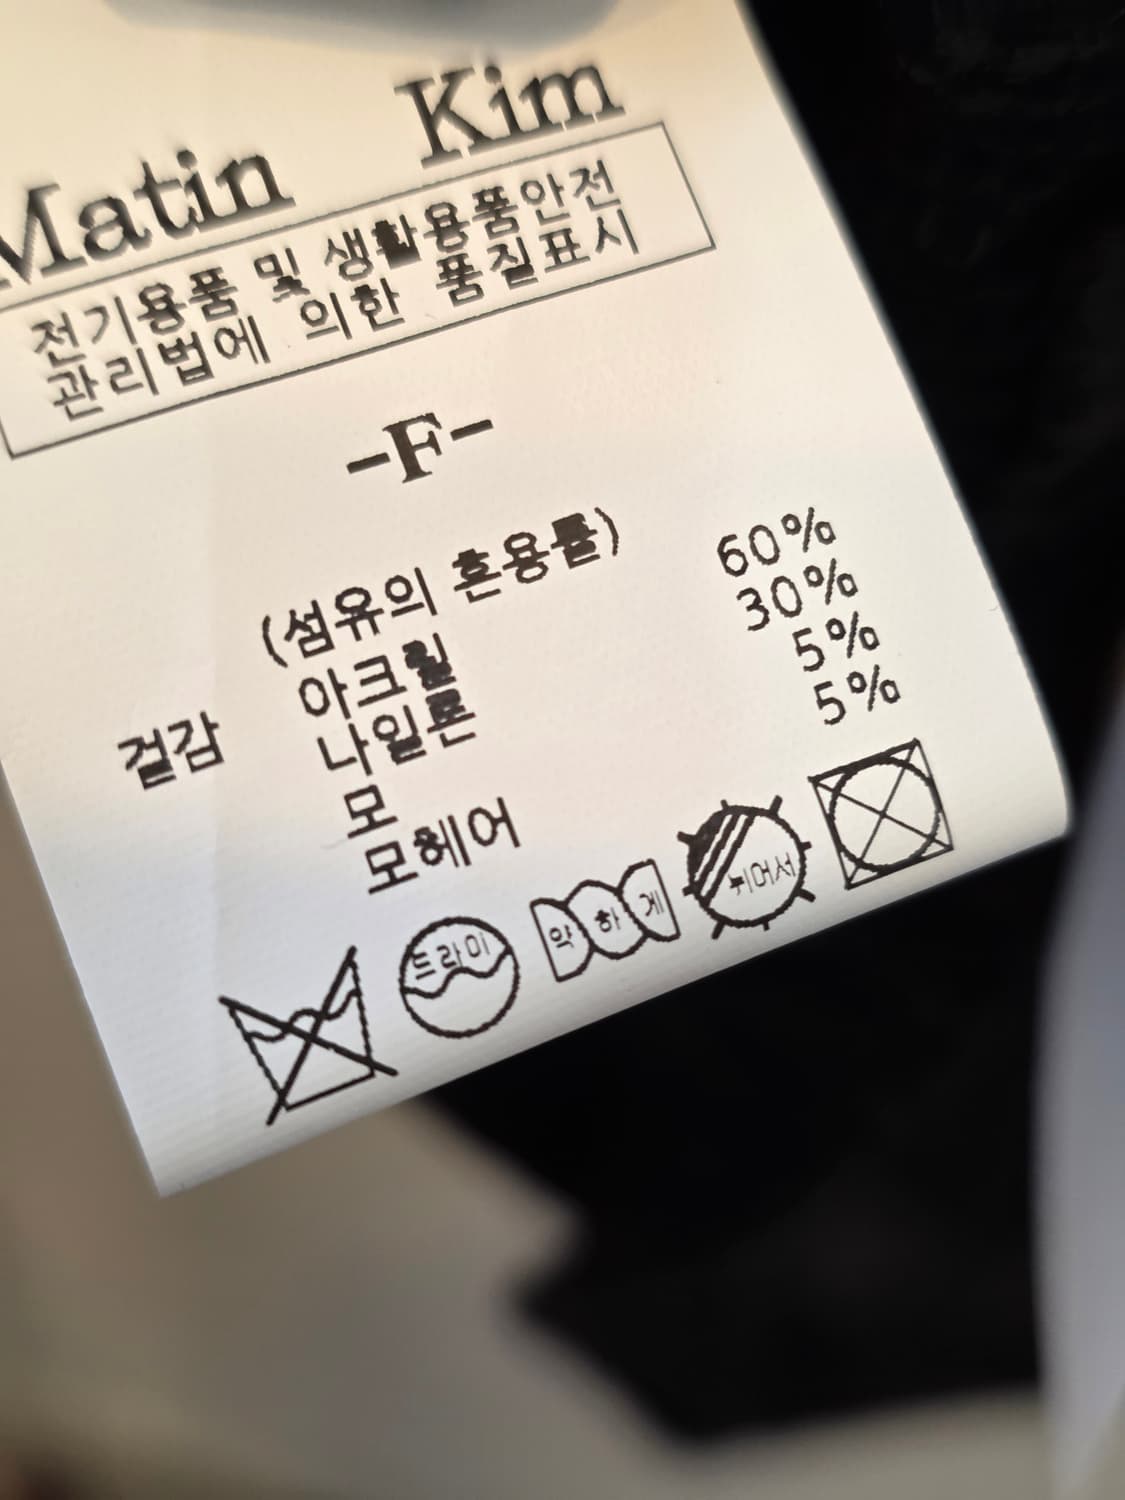 Matin Kim
전기용품 및 생활용품안전
관리법에 의한 품질표시
-F-
(섬유의 혼용률)
겉감 아크릴 60%
나일론 30%
모 5%
모헤어 5%
드라이
약하게
뉘어서